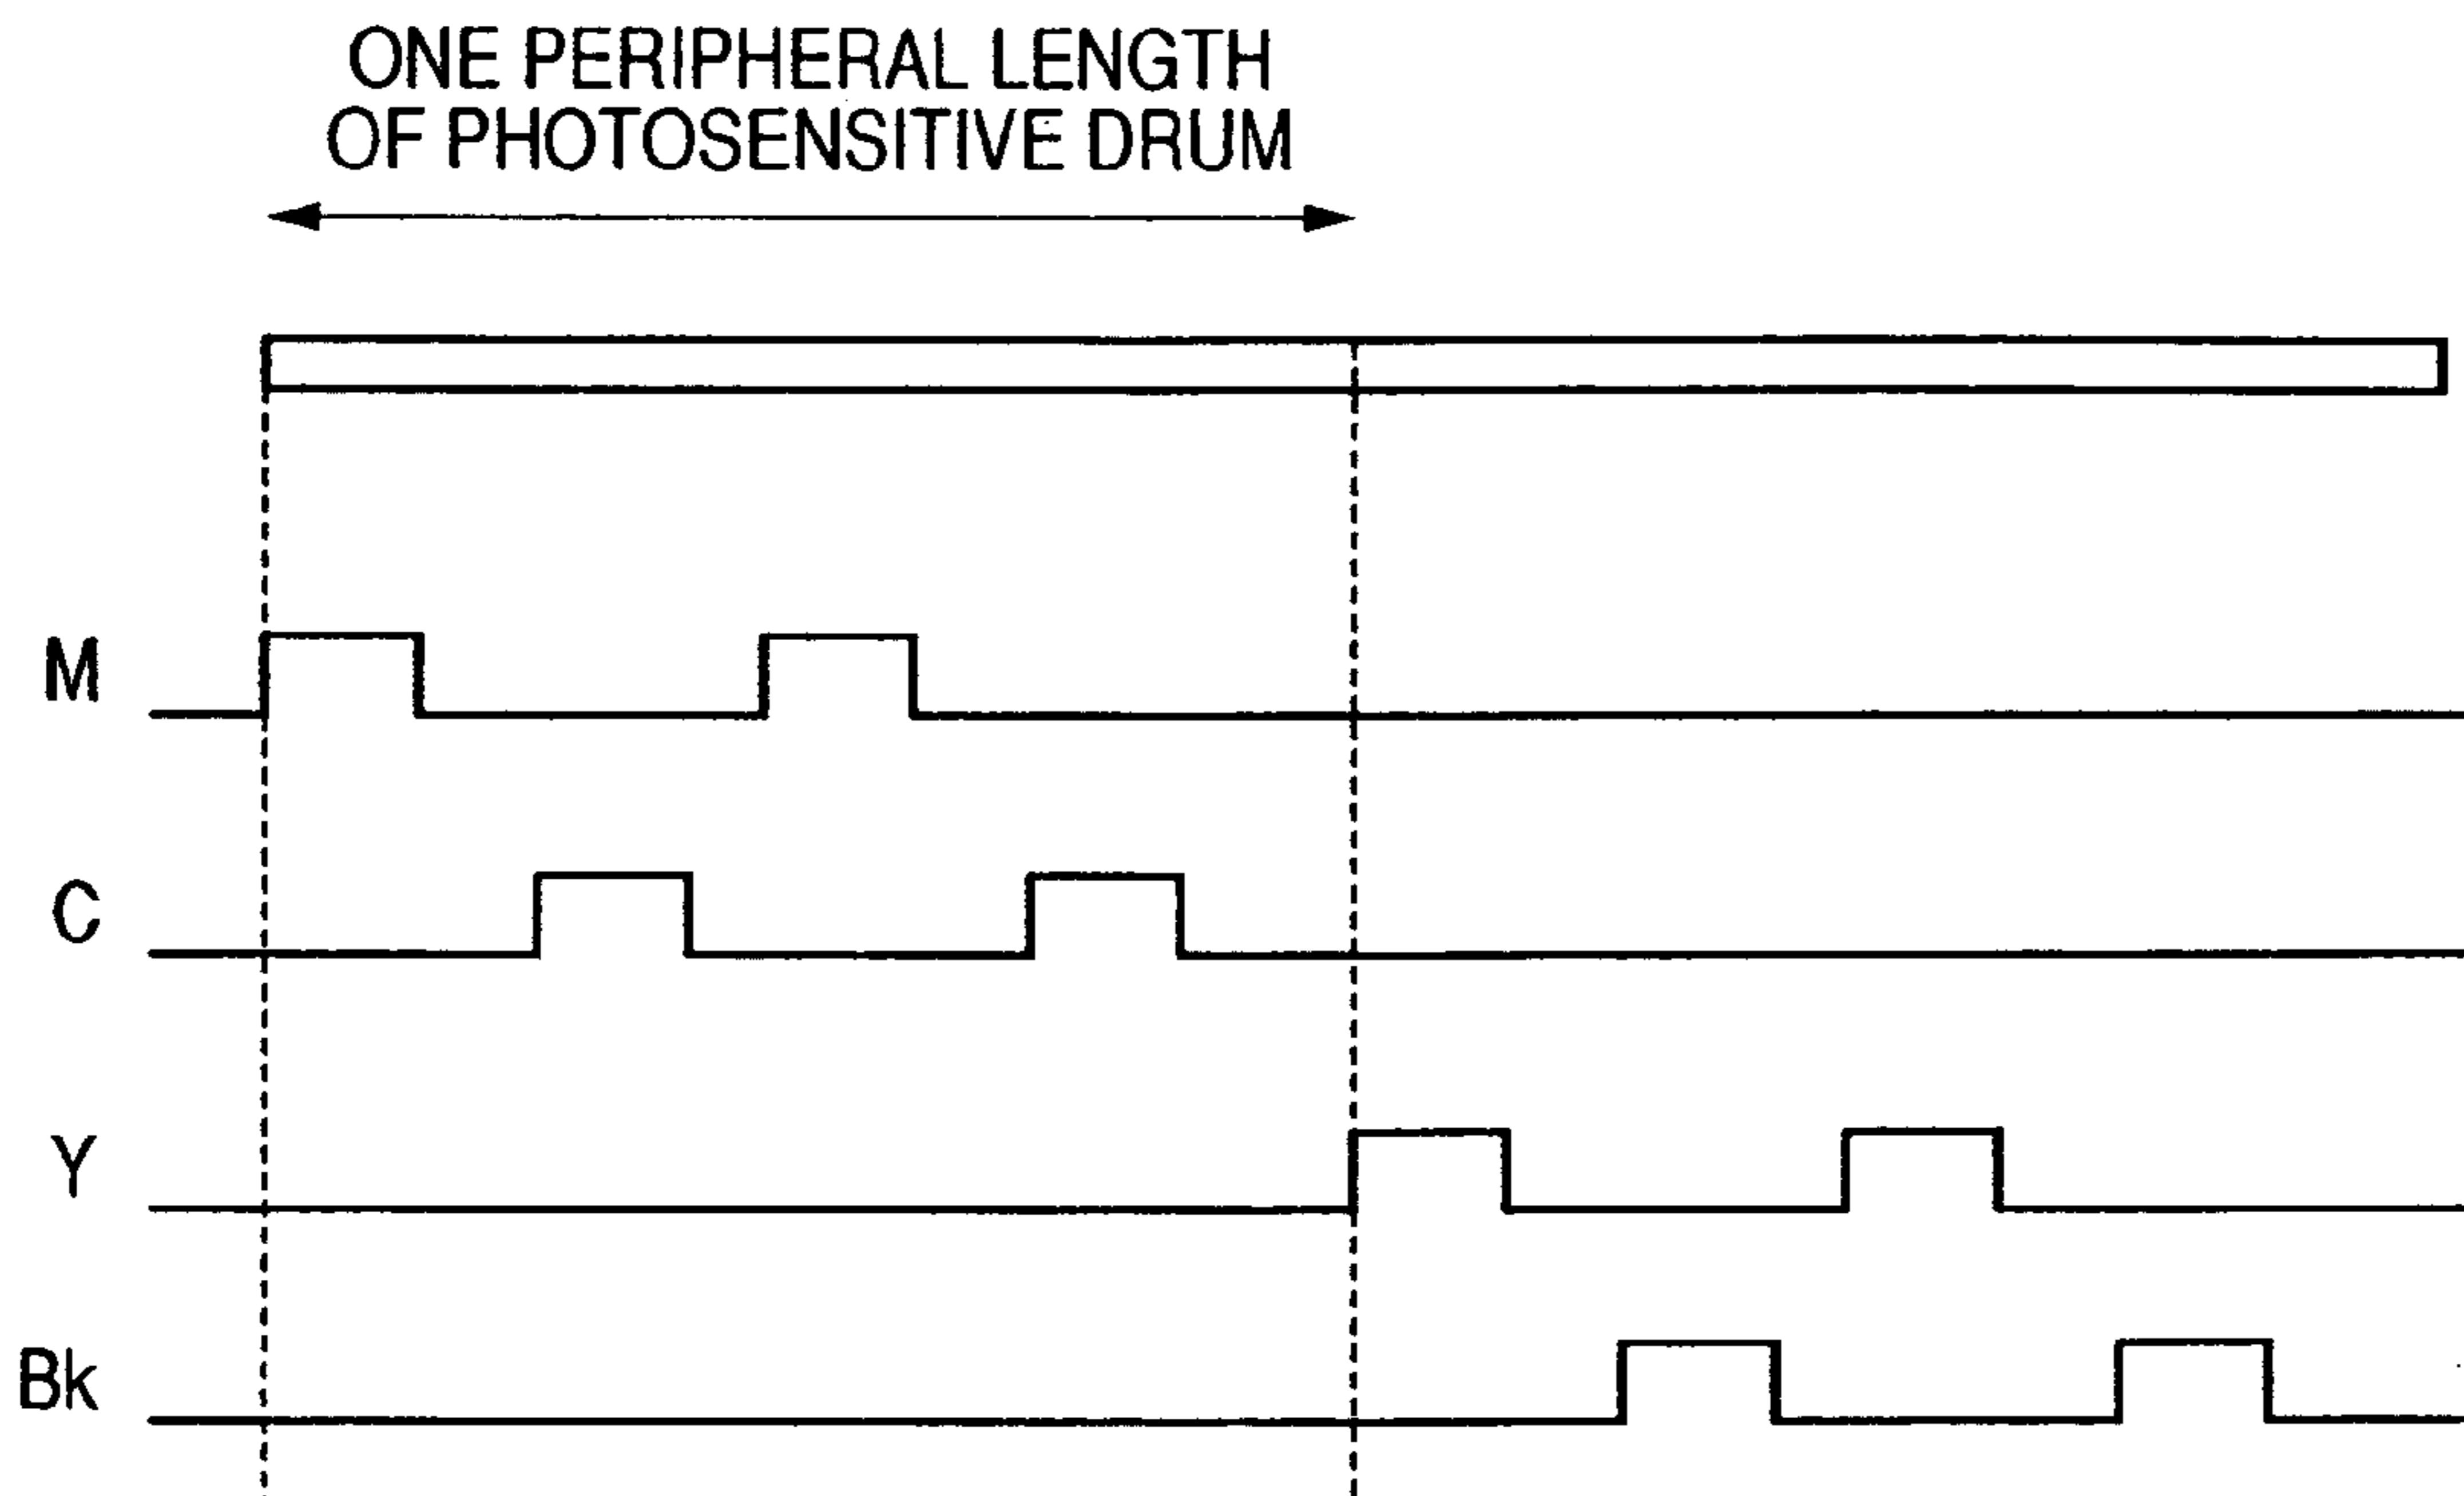 ONE PERIPHERAL LENGTH
OF PHOTOSENSITIVE DRUM
M
C
Y
Bk